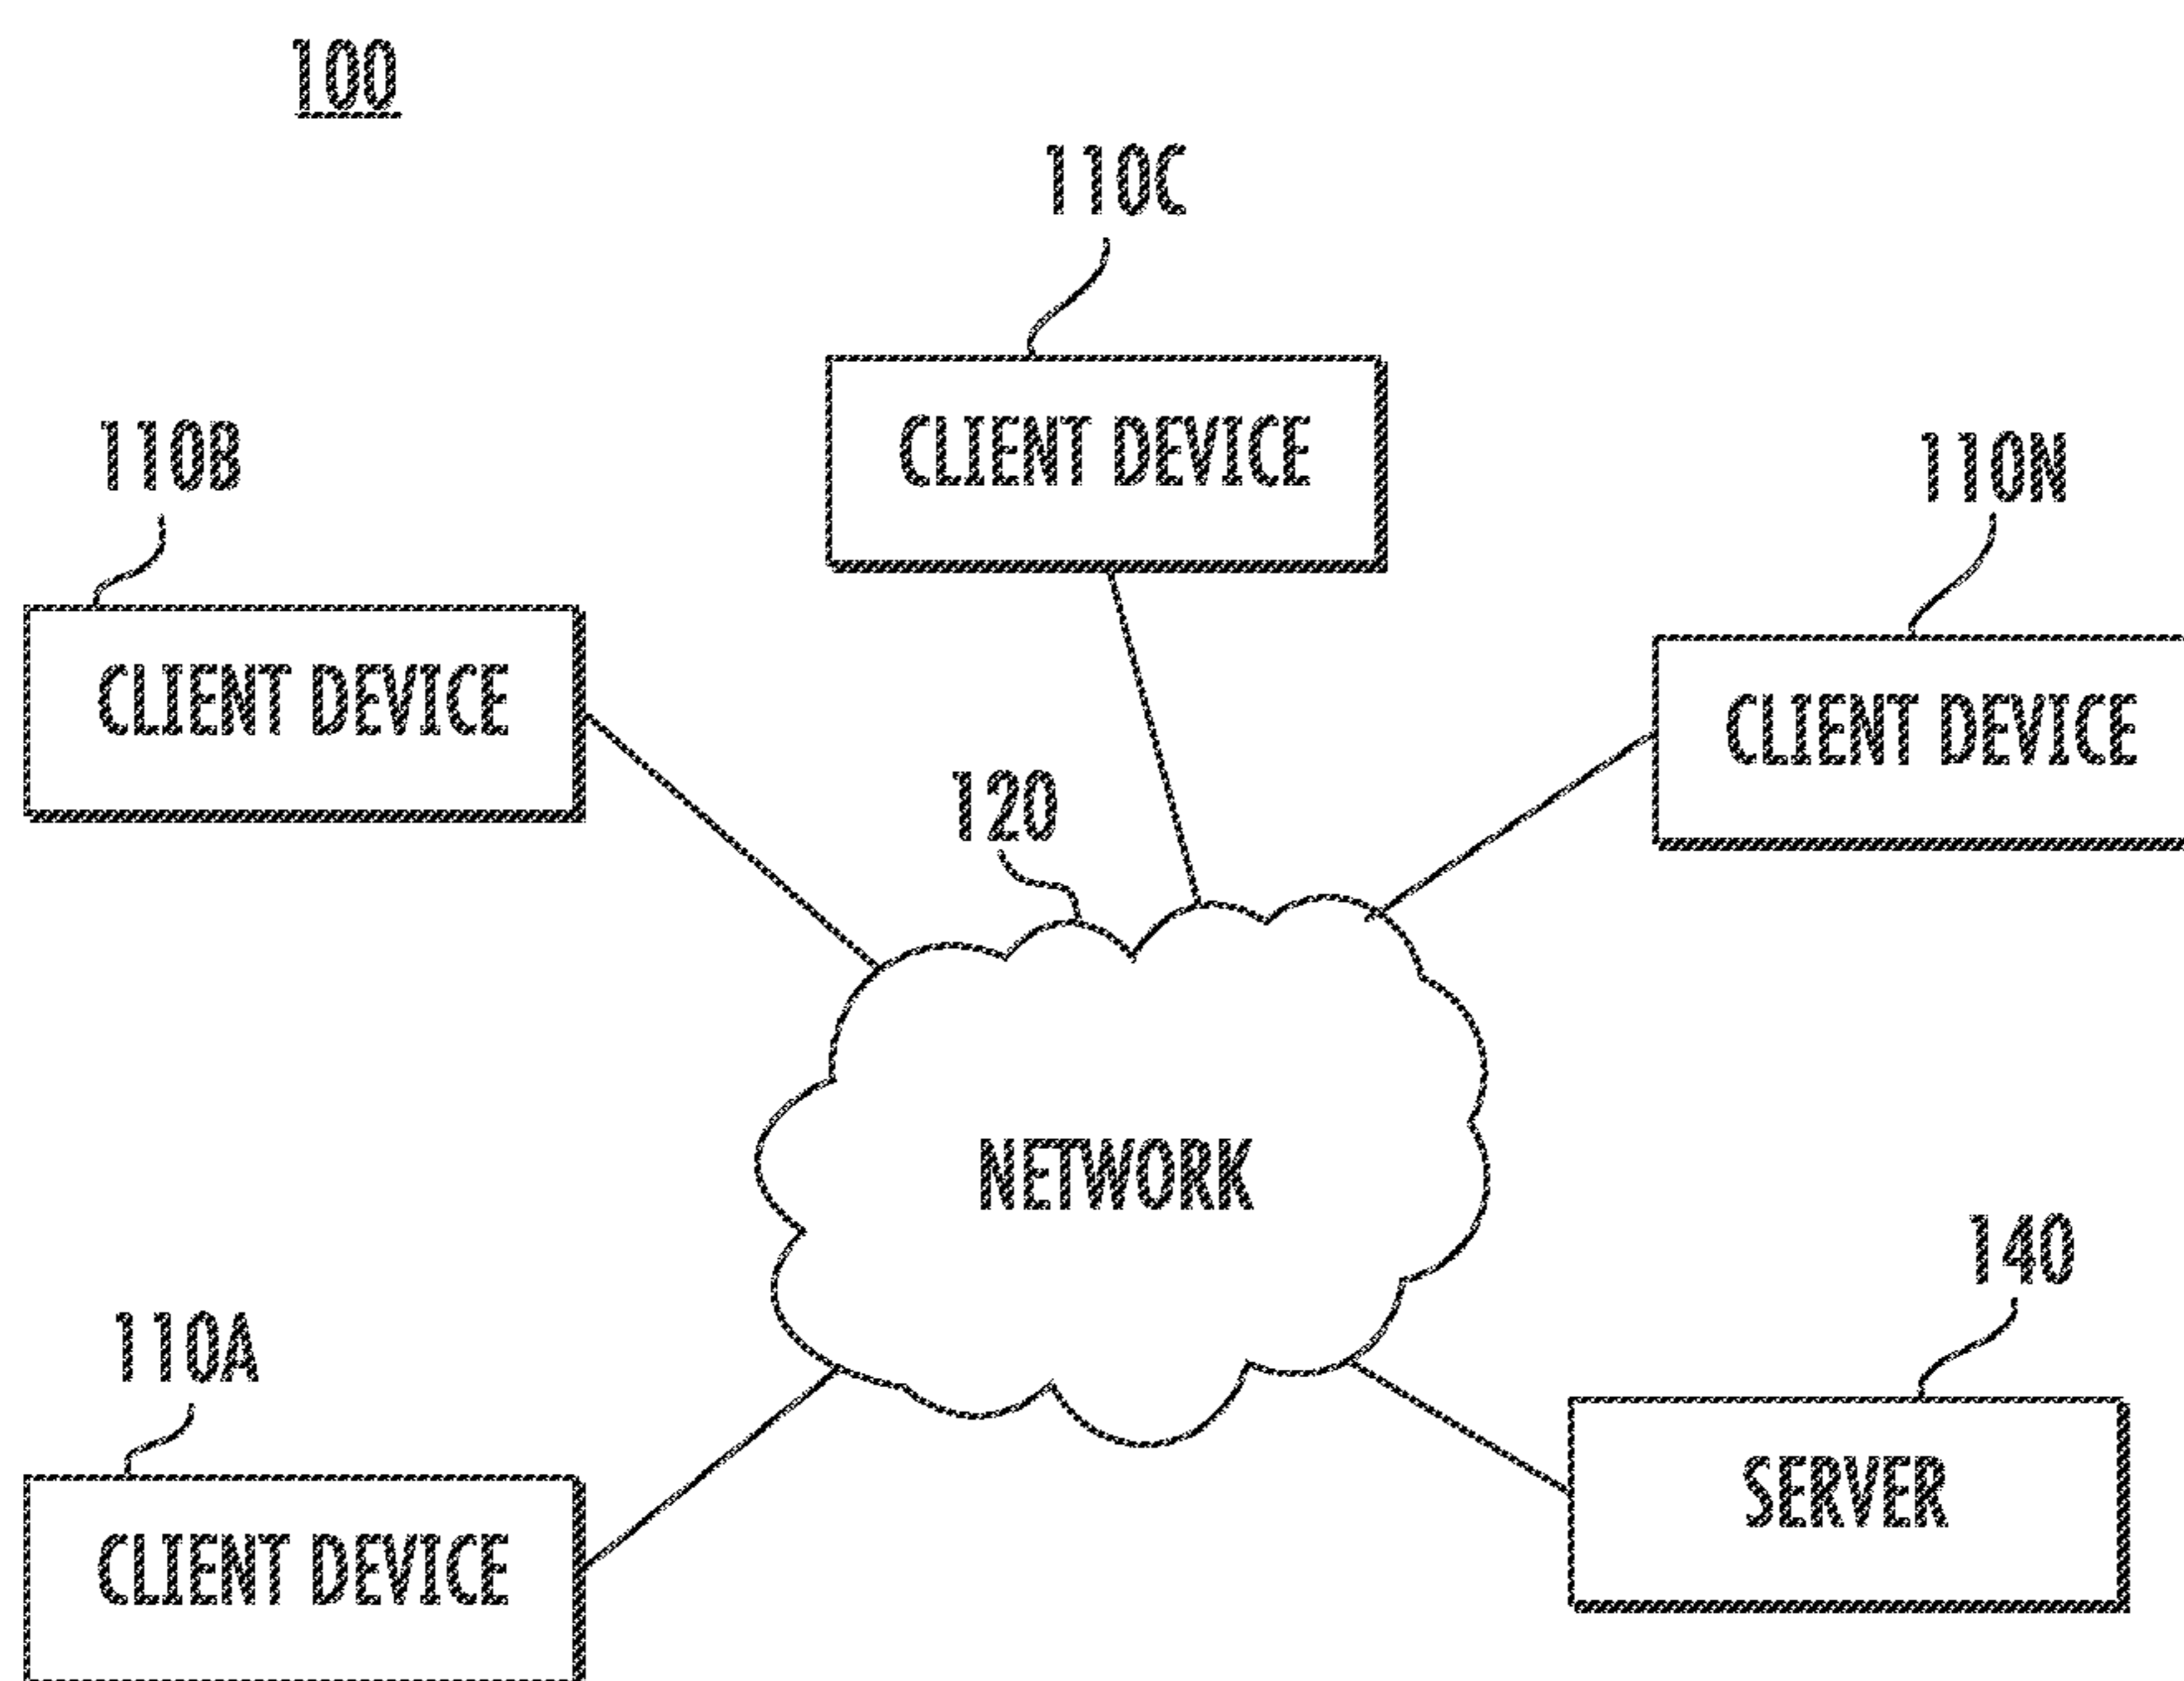 100
110C
CLIENT DEVICE
110B
CLIENT DEVICE
110N
CLIENT DEVICE
120
NETWORK
110A
CLIENT DEVICE
140
SERVER